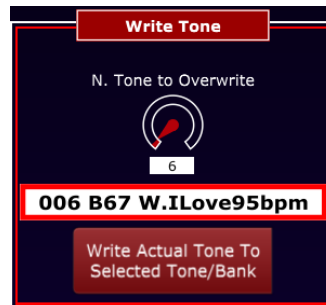 Write Tone
N. Tone to Overwrite
6
006 B67 W.ILove95bpm
Write Actual Tone To
Selected Tone/Bank